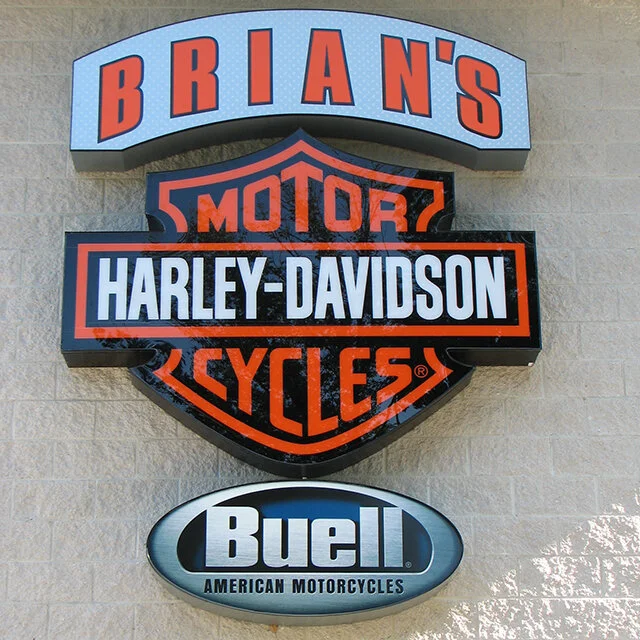 BRIAN'S
MOTOR
HARLEY-DAVIDSON
CYCLES®
Buell®
AMERICAN MOTORCYCLES